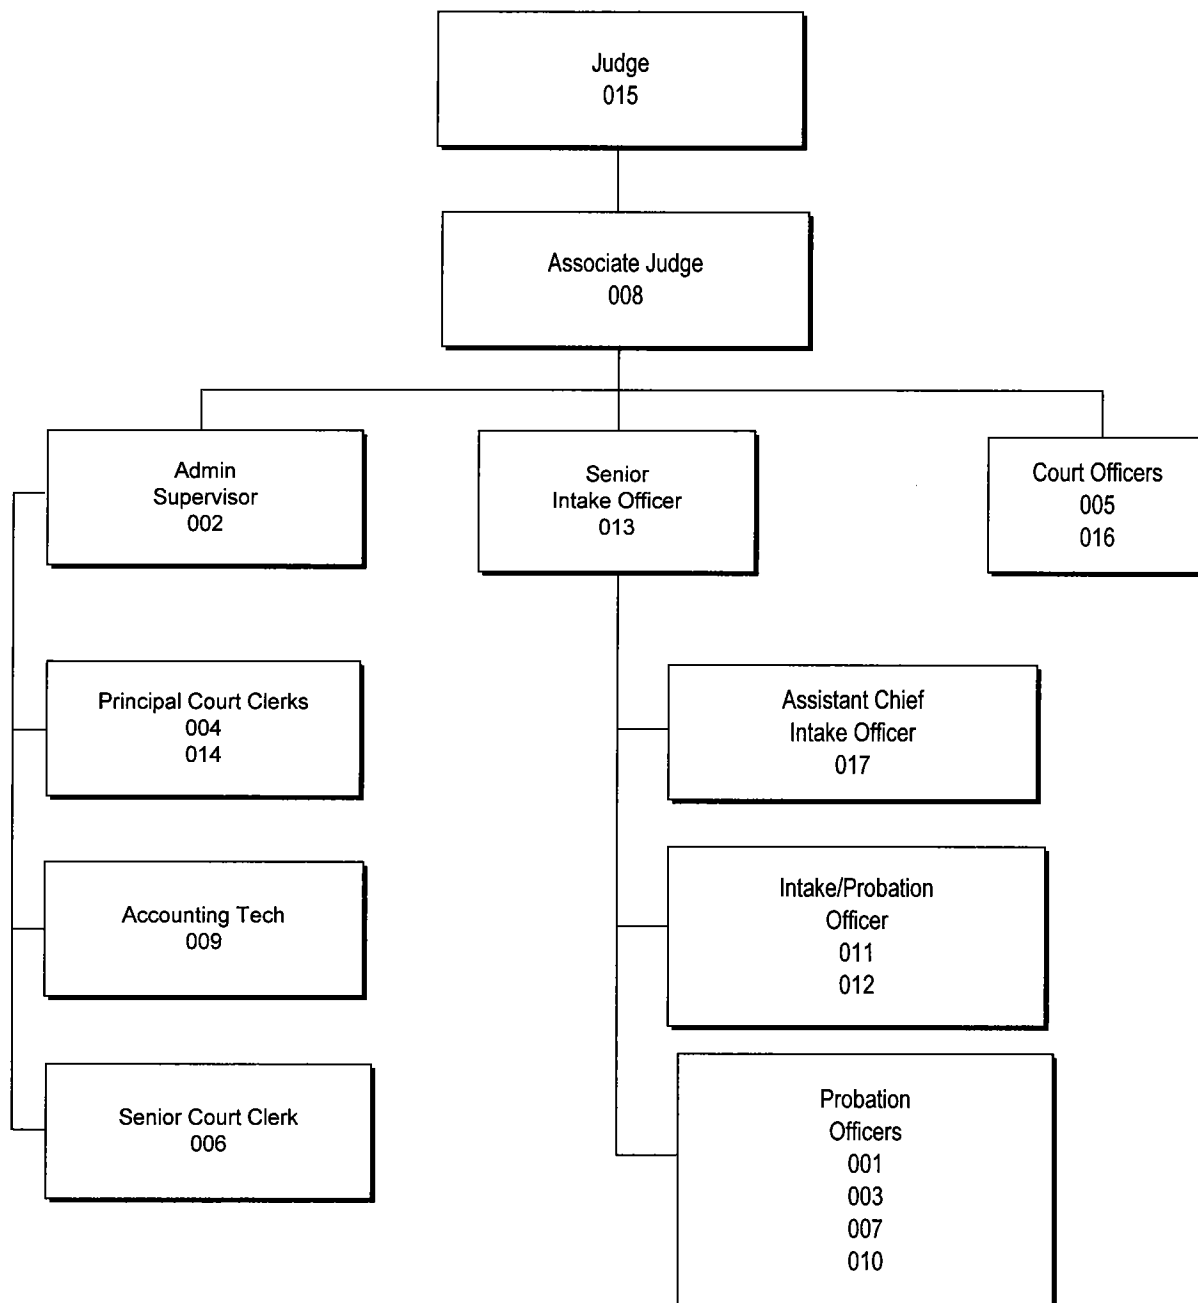 Judge
015
Associate Judge
008
Admin
Supervisor
002
Senior
Intake Officer
013
Court Officers
005
016
Principal Court Clerks
004
014
Assistant Chief
Intake Officer
017
Accounting Tech
009
Intake/Probation
Officer
011
012
Senior Court Clerk
006
Probation
Officers
001
003
007
010